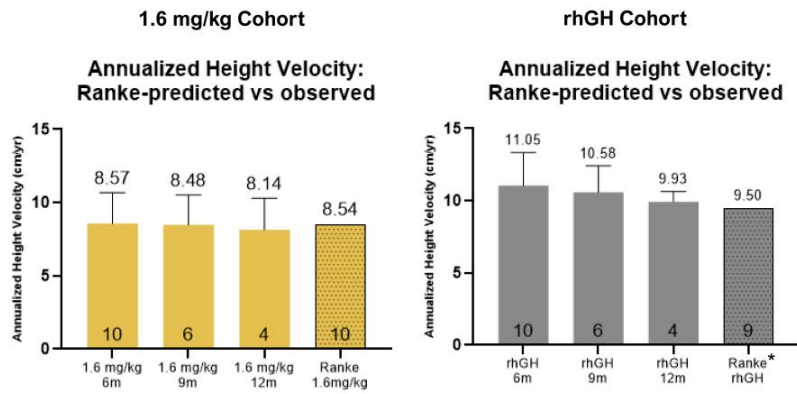 1.6 mg/kg Cohort
Annualized Height Velocity:
Ranke-predicted vs observed
Annualized Height Velocity (cm/yr)
15
10
5
0
8.57
8.48
8.14
8.54
10
6
4
10
1.6 mg/kg
6m
1.6 mg/kg
9m
1.6 mg/kg
12m
Ranke
1.6mg/kg
rhGH Cohort
Annualized Height Velocity:
Ranke-predicted vs observed
Annualized Height Velocity (cm/yr)
15
10
5
0
11.05
10.58
9.93
9.50
10
6
4
9
rhGH
6m
rhGH
9m
rhGH
12m
Ranke*
rhGH